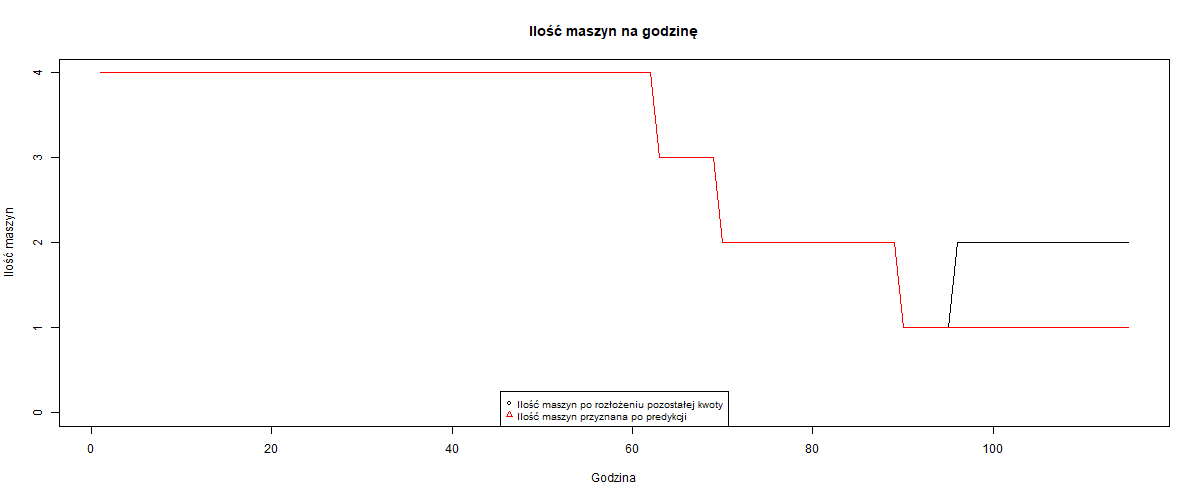 Ilość maszyn na godzinę
Ilość maszyn
4
3
2
1
0
Ilość maszyn po rozłożeniu pozostałej kwoty
Ilość maszyn przyznana po predykcji
0 20 40 60 80 100
Godzina